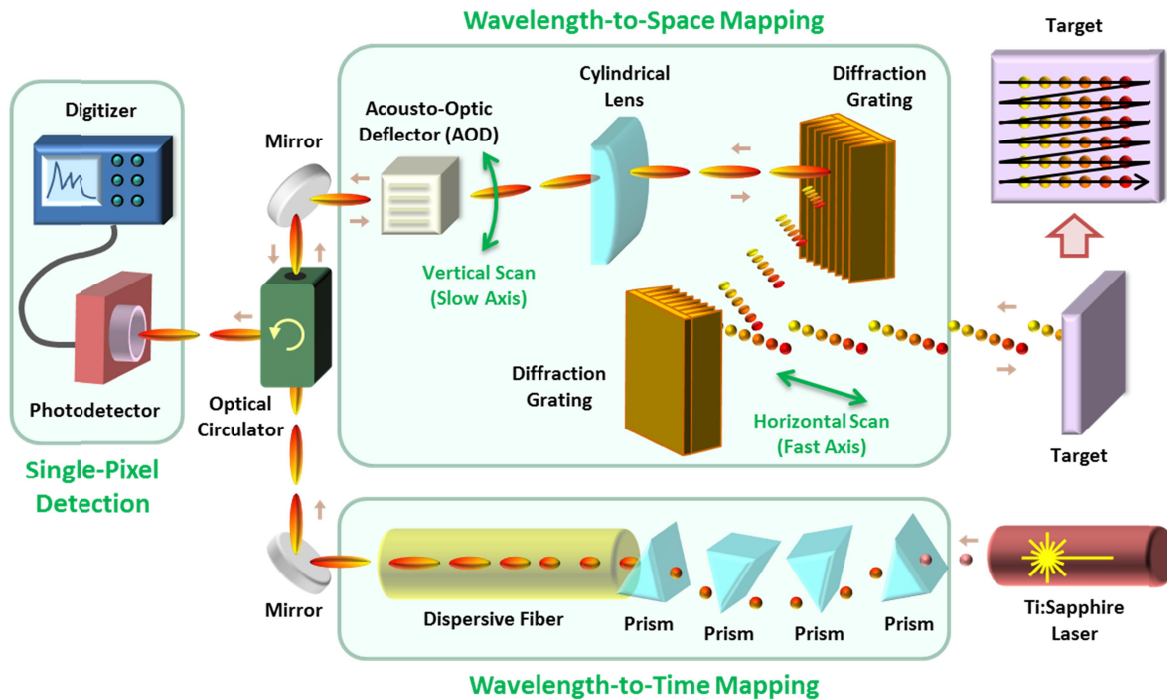 Wavelength-to-Space Mapping
Target
Digitizer
Mirror
Acousto-Optic
Deflector (AOD)
Cylindrical
Lens
Diffraction
Grating
Vertical Scan
(Slow Axis)
Photodetector
Optical
Circulator
Diffraction
Grating
Horizontal Scan
(Fast Axis)
Target
Single-Pixel
Detection
Mirror
Dispersive Fiber
Prism
Prism
Prism
Prism
Ti:Sapphire
Laser
Wavelength-to-Time Mapping